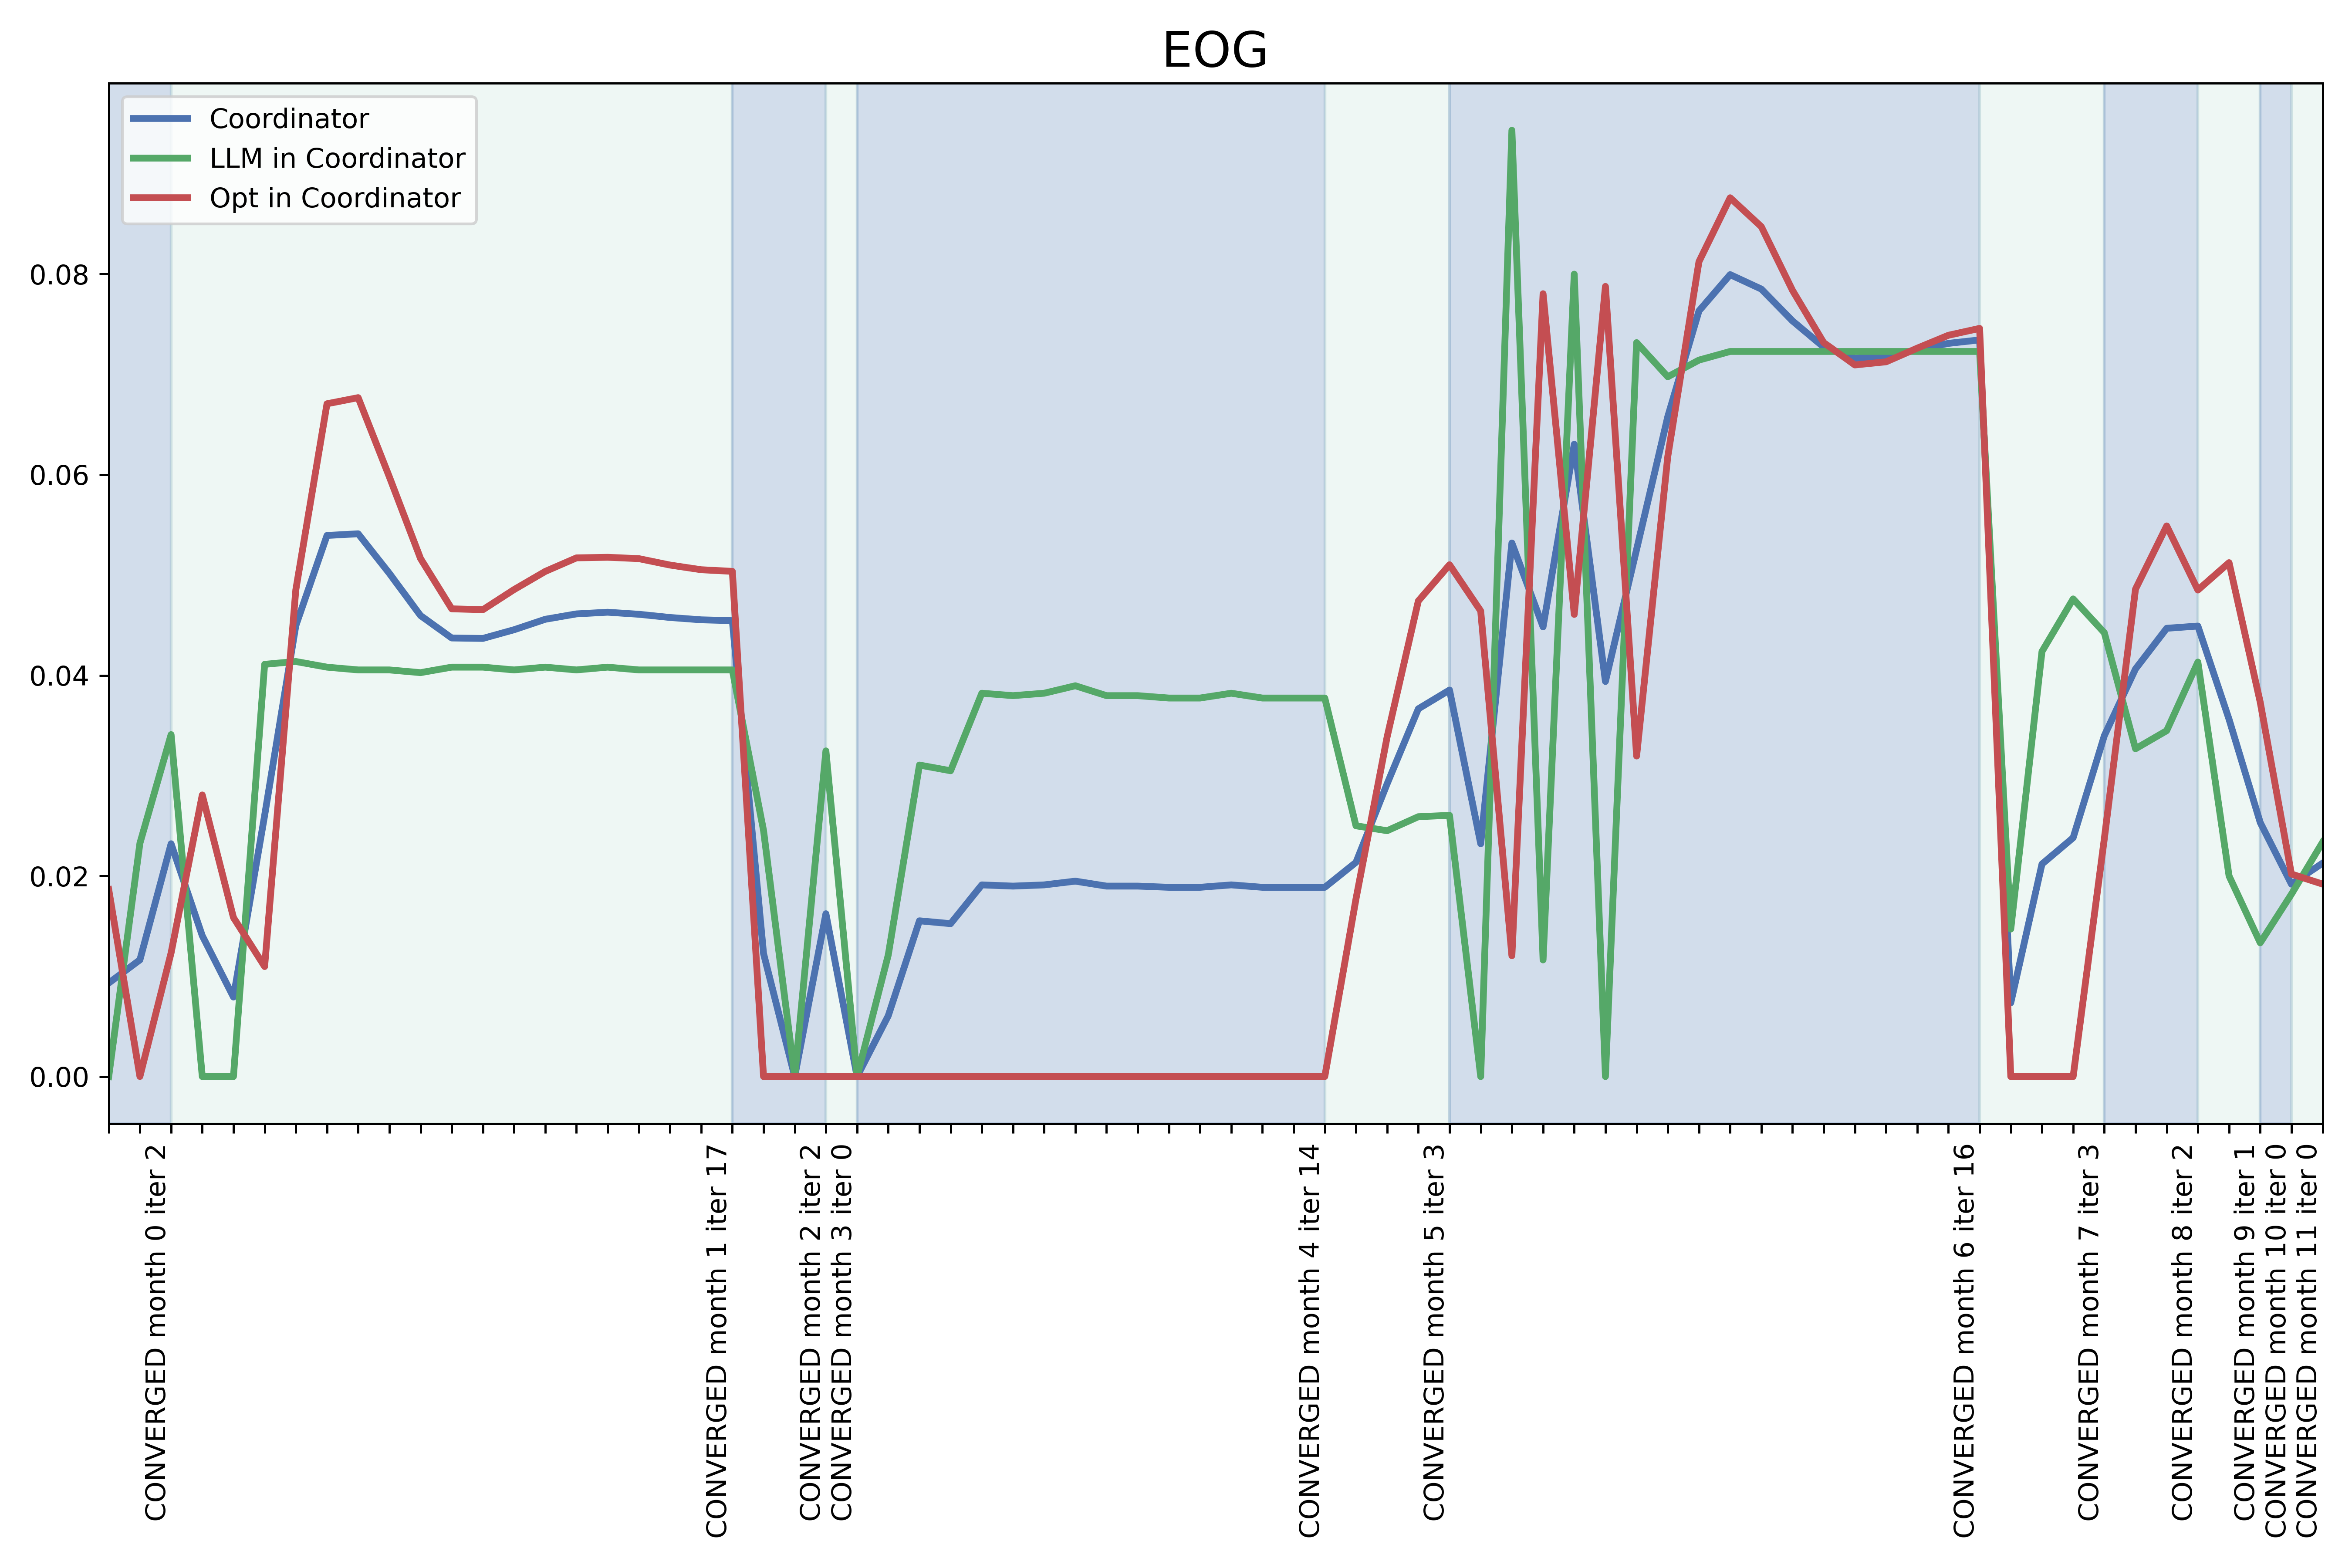 EOG
Coordinator
LLM in Coordinator
Opt in Coordinator
0.08
0.06
0.04
0.02
0.00
CONVERGED month 0 iter 2
CONVERGED month 1 iter 17
CONVERGED month 2 iter 2
CONVERGED month 3 iter 0
CONVERGED month 4 iter 14
CONVERGED month 5 iter 3
CONVERGED month 6 iter 16
CONVERGED month 7 iter 3
CONVERGED month 8 iter 2
CONVERGED month 9 iter 1
CONVERGED month 10 iter 0
CONVERGED month 11 iter 0